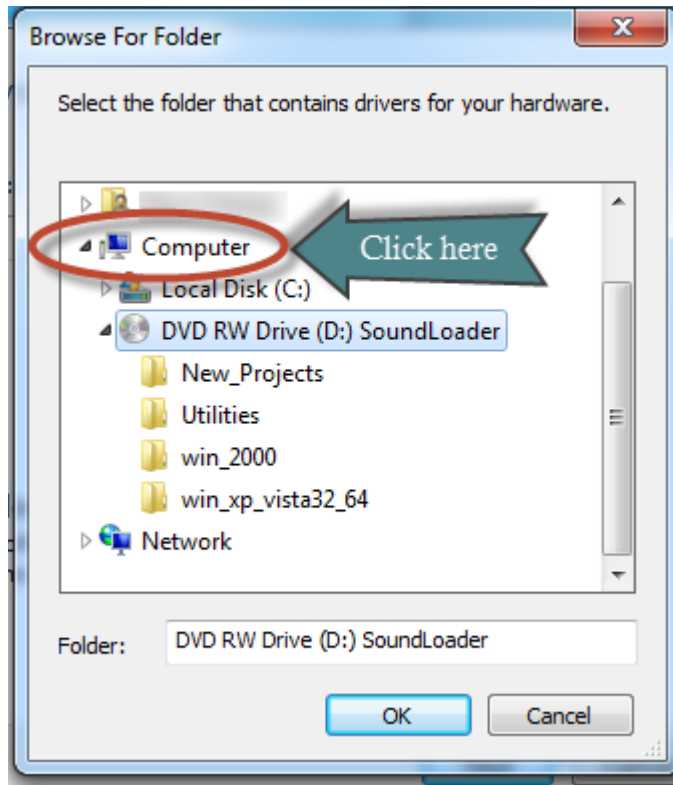 Browse For Folder
Select the folder that contains drivers for your hardware.
Computer
Click here
Local Disk (C:)
DVD RW Drive (D:) SoundLoader
New_Projects
Utilities
win_2000
win_xp_vista32_64
Network
Folder: DVD RW Drive (D:) SoundLoader
OK Cancel